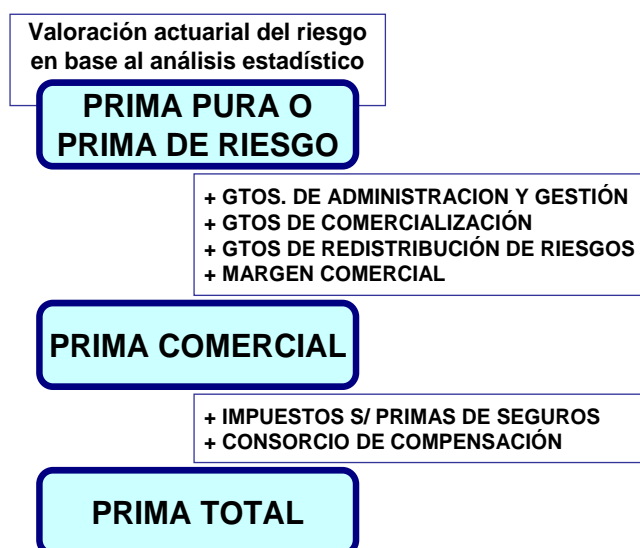 Valoración actuarial del riesgo
en base al análisis estadístico
PRIMA PURA O
PRIMA DE RIESGO
+ GTOS. DE ADMINISTRACION Y GESTIÓN
+ GTOS DE COMERCIALIZACIÓN
+ GTOS DE REDISTRIBUCIÓN DE RIESGOS
+ MARGEN COMERCIAL
PRIMA COMERCIAL
+ IMPUESTOS S/ PRIMAS DE SEGUROS
+ CONSORCIO DE COMPENSACIÓN
PRIMA TOTAL